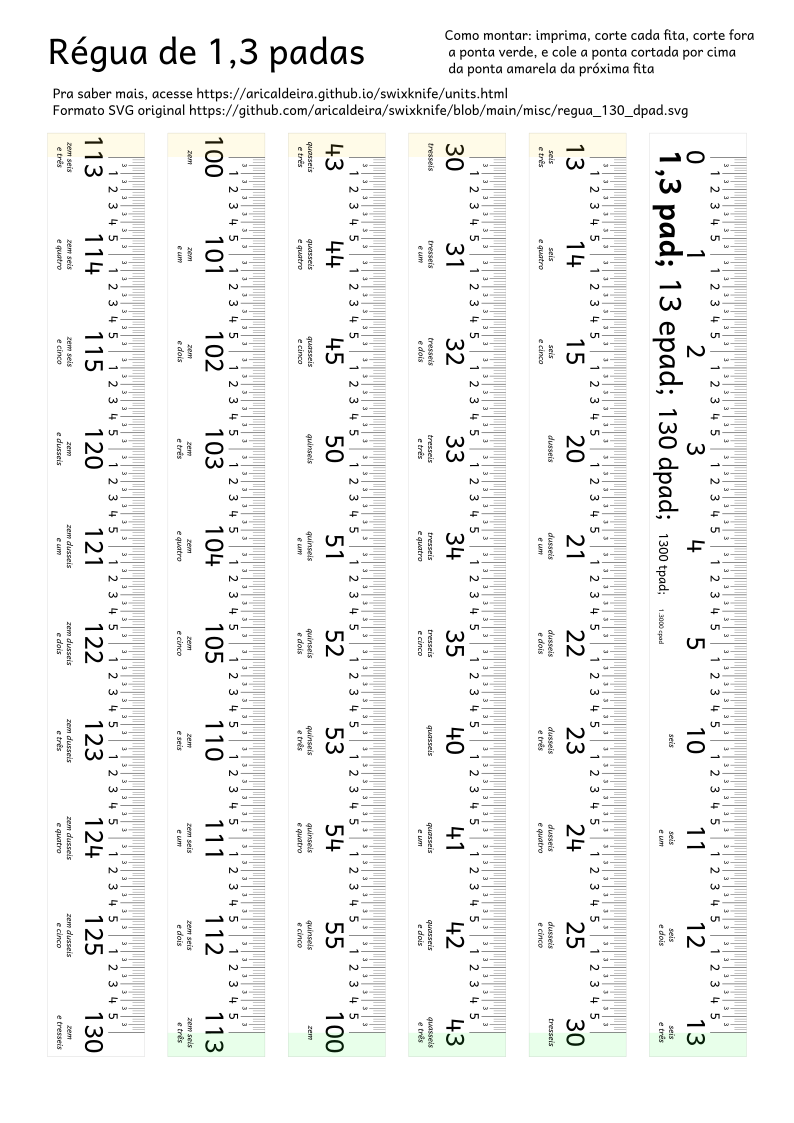 Régua de 1,3 padas
Como montar: imprima, corte cada fita, corte fora
a ponta verde, e cole a ponta cortada por cima
da ponta amarela da próxima fita
Pra saber mais, acesse https://aricaldeira.github.io/swixknife/units.html
Formato SVG original https://github.com/aricaldeira/swixknife/blob/main/misc/regua_130_dpad.svg
113 zem seis e três
114 zem seis e quatro
115 zem seis e cinco
120 zem e dusseis
121 zem dusseis e um
122 zem dusseis e dois
123 zem dusseis e três
124 zem dusseis e quatro
125 zem dusseis e cinco
130 zem e tresseis
100 zem
101 zem e um
102 zem e dois
103 zem e três
104 zem e quatro
105 zem e cinco
110 zem e seis
111 zem seis e um
112 zem seis e dois
113 zem seis e três
43 quasseis e três
44 quasseis e quatro
45 quasseis e cinco
50 quinseis
51 quinseis e um
52 quinseis e dois
53 quinseis e três
54 quinseis e quatro
55 quinseis e cinco
100 zem
30 tresseis
31 tresseis e um
32 tresseis e dois
33 tresseis e três
34 tresseis e quatro
35 tresseis e cinco
40 quasseis
41 quasseis e um
42 quasseis e dois
43 quasseis e três
13 seis e três
14 seis e quatro
15 seis e cinco
20 dusseis
21 dusseis e um
22 dusseis e dois
23 dusseis e três
24 dusseis e quatro
25 dusseis e cinco
30 tresseis
1,3 pad; 13 epad; 130 dpad; 1300 tpad; 1.3000 cpad
0
1
2
3
4
5
10 seis
11 seis e um
12 seis e dois
13 seis e três